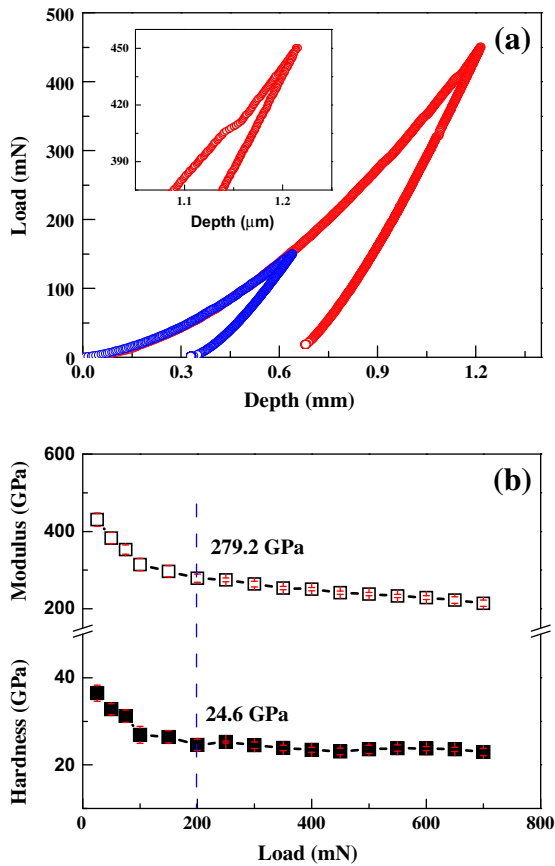 (a)
500
400
300
200
100
0
Load (mN)
450
420
390
1.1
1.2
Depth (μm)
0.0
0.3
0.6
0.9
1.2
Depth (mm)
(b)
600
400
200
Modulus (GPa)
279.2 GPa
40
20
Hardness (GPa)
24.6 GPa
0
200
400
600
800
Load (mN)